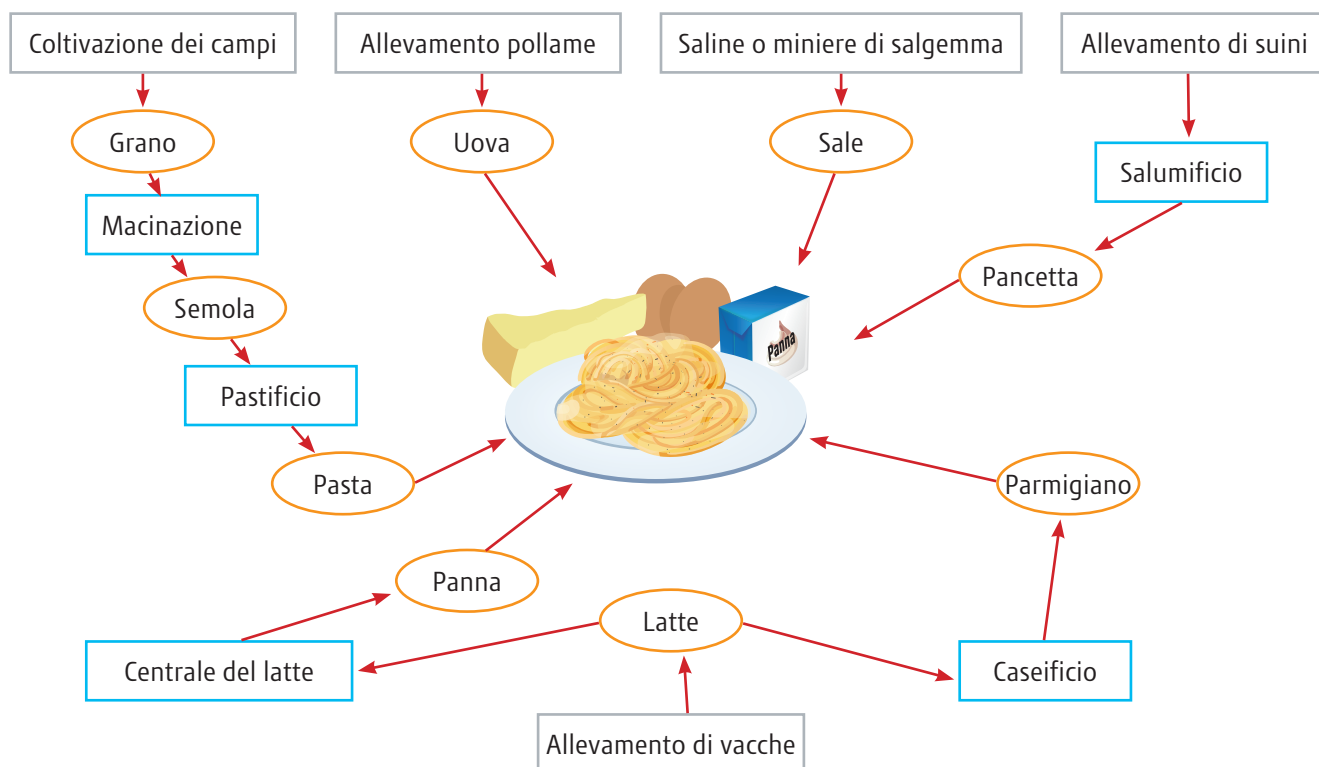 Coltivazione dei campi
Allevamento pollame
Saline o miniere di salgemma
Allevamento di suini
Grano
Uova
Sale
Salumificio
Macinazione
Pancetta
Semola
Panna
Pastificio
Pasta
Parmigiano
Panna
Latte
Centrale del latte
Caseificio
Allevamento di vacche